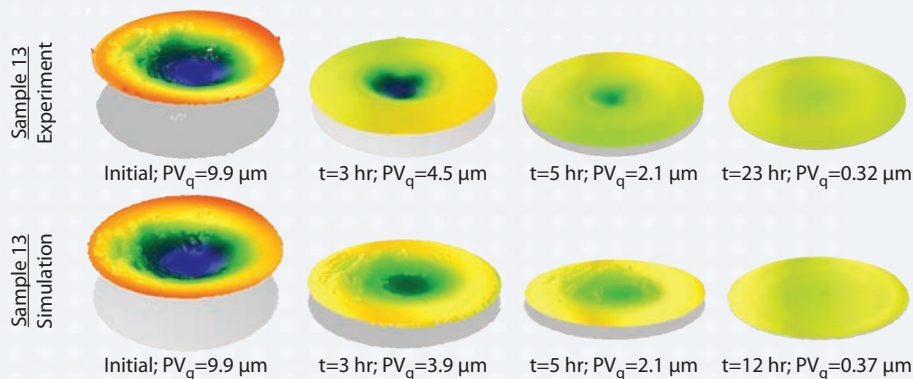 Sample 13
Experiment
Initial; PVq=9.9 µm
t=3 hr; PVq=4.5 µm
t=5 hr; PVq=2.1 µm
t=23 hr; PVq=0.32 µm
Sample 13
Simulation
Initial; PVq=9.9 µm
t=3 hr; PVq=3.9 µm
t=5 hr; PVq=2.1 µm
t=12 hr; PVq=0.37 µm